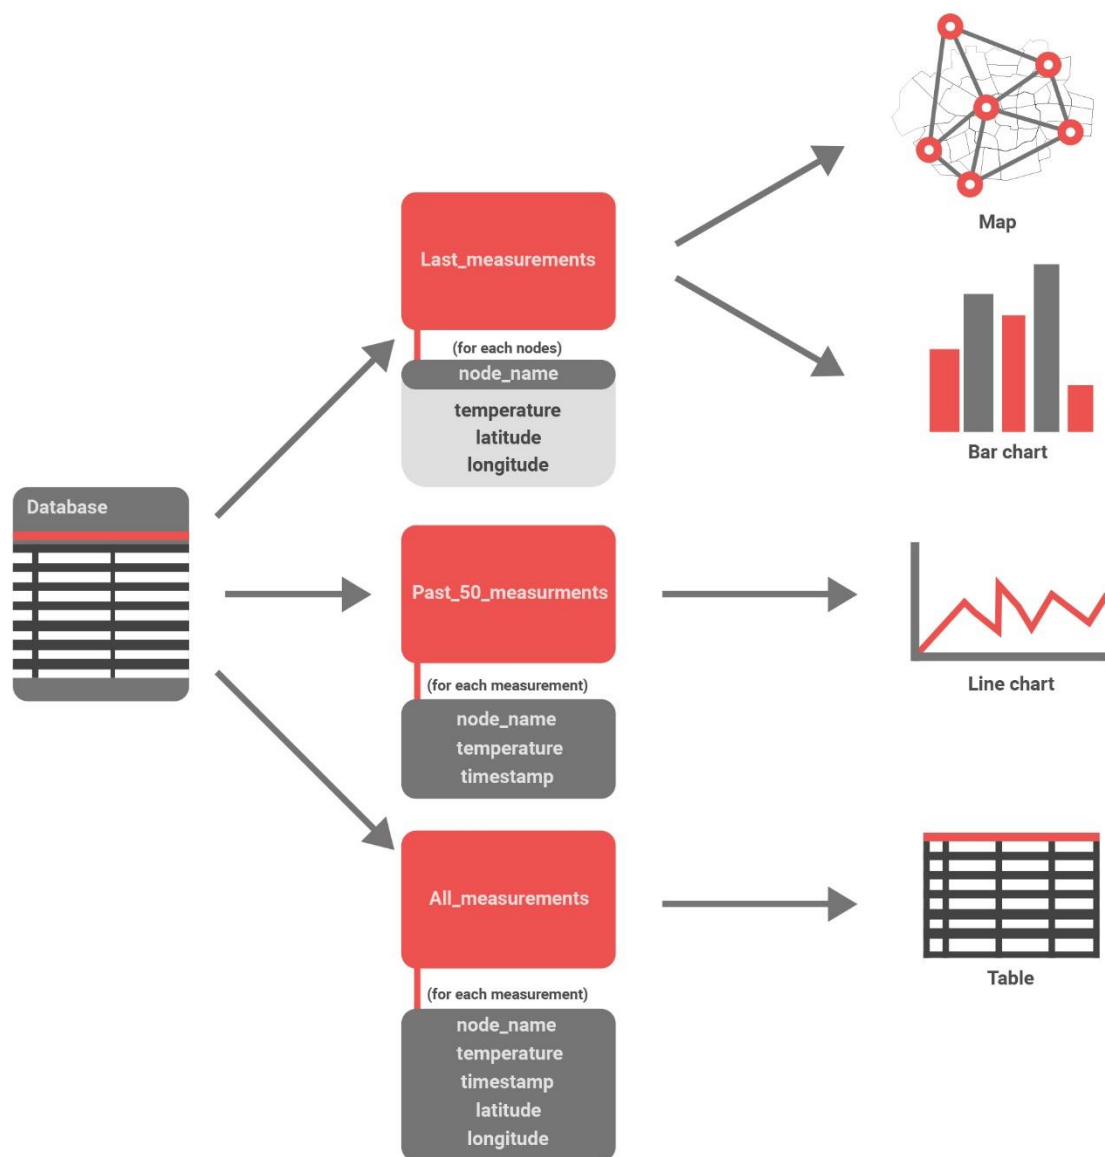 Map
Last_measurements
(for each nodes)
node_name
temperature
latitude
longitude
Bar chart
Database
Past_50_measurments
(for each measurement)
node_name
temperature
timestamp
Line chart
All_measurements
(for each measurement)
node_name
temperature
timestamp
latitude
longitude
Table